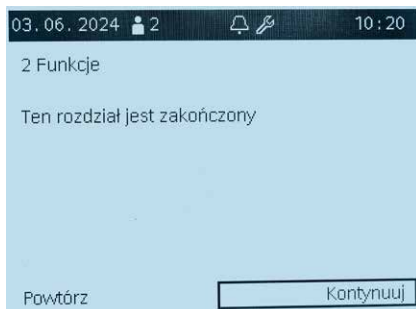 03.06.2024 2 10:20
2 Funkcje
Ten rozdział jest zakończony
Powtórz Kontynuuj